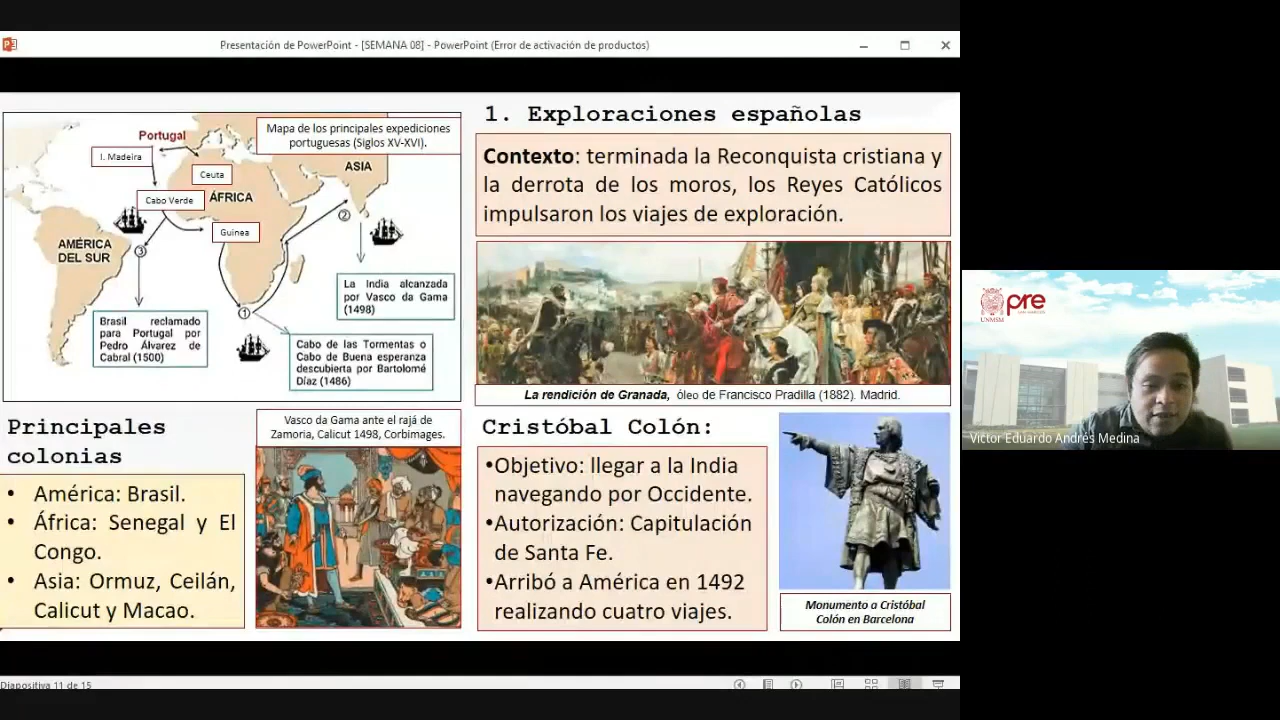 Presentación de PowerPoint - [SEMANA 08] - PowerPoint (Error de activación de productos)
Mapa de los principales expediciones
portuguesas (Siglos XV-XVI).
Portugal
I. Madeira
Ceuta
ASIA
Cabo Verde
ÁFRICA
2
Guinea
AMÉRICA
DEL SUR
3
La India alcanzada
por Vasco da Gama
(1498)
1
Brasil reclamado
para Portugal por
Pedro Álvarez de
Cabral (1500)
Cabo de las Tormentas o
Cabo de Buena esperanza
descubierta por Bartolomé
Díaz (1486)
Principales
colonias
• América: Brasil.
• África: Senegal y El
Congo.
• Asia: Ormuz, Ceilán,
Calicut y Macao.
Vasco da Gama ante el rajá de
Zamoria, Calicut 1498, Corbimages.
1. Exploraciones españolas
Contexto: terminada la Reconquista cristiana y
la derrota de los moros, los Reyes Católicos
impulsaron los viajes de exploración.
La rendición de Granada, óleo de Francisco Pradilla (1882). Madrid.
Cristóbal Colón:
•Objetivo: llegar a la India
navegando por Occidente.
•Autorización: Capitulación
de Santa Fe.
•Arribó a América en 1492
realizando cuatro viajes.
Monumento a Cristóbal
Colón en Barcelona
Diapositiva 11 de 15
pre
UNMSM
Víctor Eduardo Andrés Medina